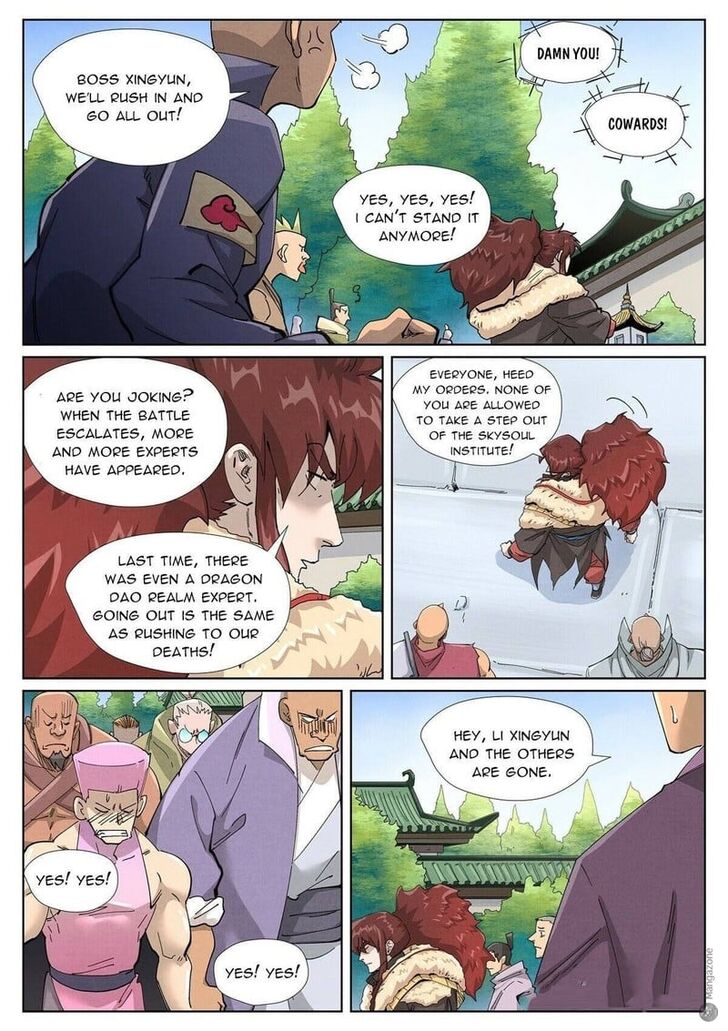 BOSS XINGYUN,
WE'LL RUSH IN AND
GO ALL OUT!
DAMN YOU!
COWARDS!
YES, YES, YES!
I CAN'T STAND IT
ANYMORE!
ARE YOU JOKING?
WHEN THE BATTLE
ESCALATES, MORE
AND MORE EXPERTS
HAVE APPEARED.
LAST TIME, THERE
WAS EVEN A DRAGON
DAO REALM EXPERT.
GOING OUT IS THE SAME
AS RUSHING TO OUR
DEATHS!
EVERYONE, HEED
MY ORDERS. NONE OF
YOU ARE ALLOWED
TO TAKE A STEP OUT
OF THE SKYSOUL
INSTITUTE!
YES! YES!
YES! YES!
HEY, LI XINGYUN
AND THE OTHERS
ARE GONE.
Mangazone